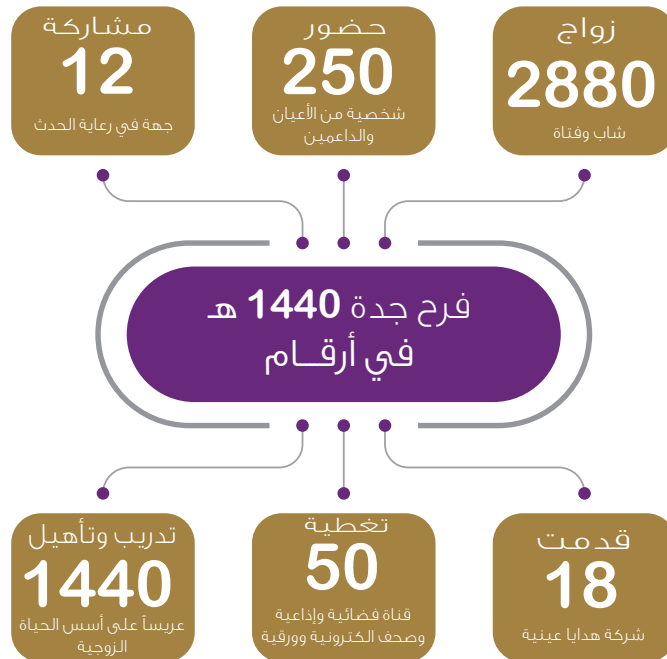 زواج
2880
شاب وفتاة
حضور
250
شخصية من الأعيان
والداعمين
مشاركة
12
جهة في رعاية الحدث
فرح جدة 1440 هـ
في أرقــام
قدمت
18
شركة هدايا عينية
تغطية
50
قناة فضائية وإذاعية
وصحف الكترونية وورقية
تدريب وتأهيل
1440
عريساً على أسس الحياة
الزوجية